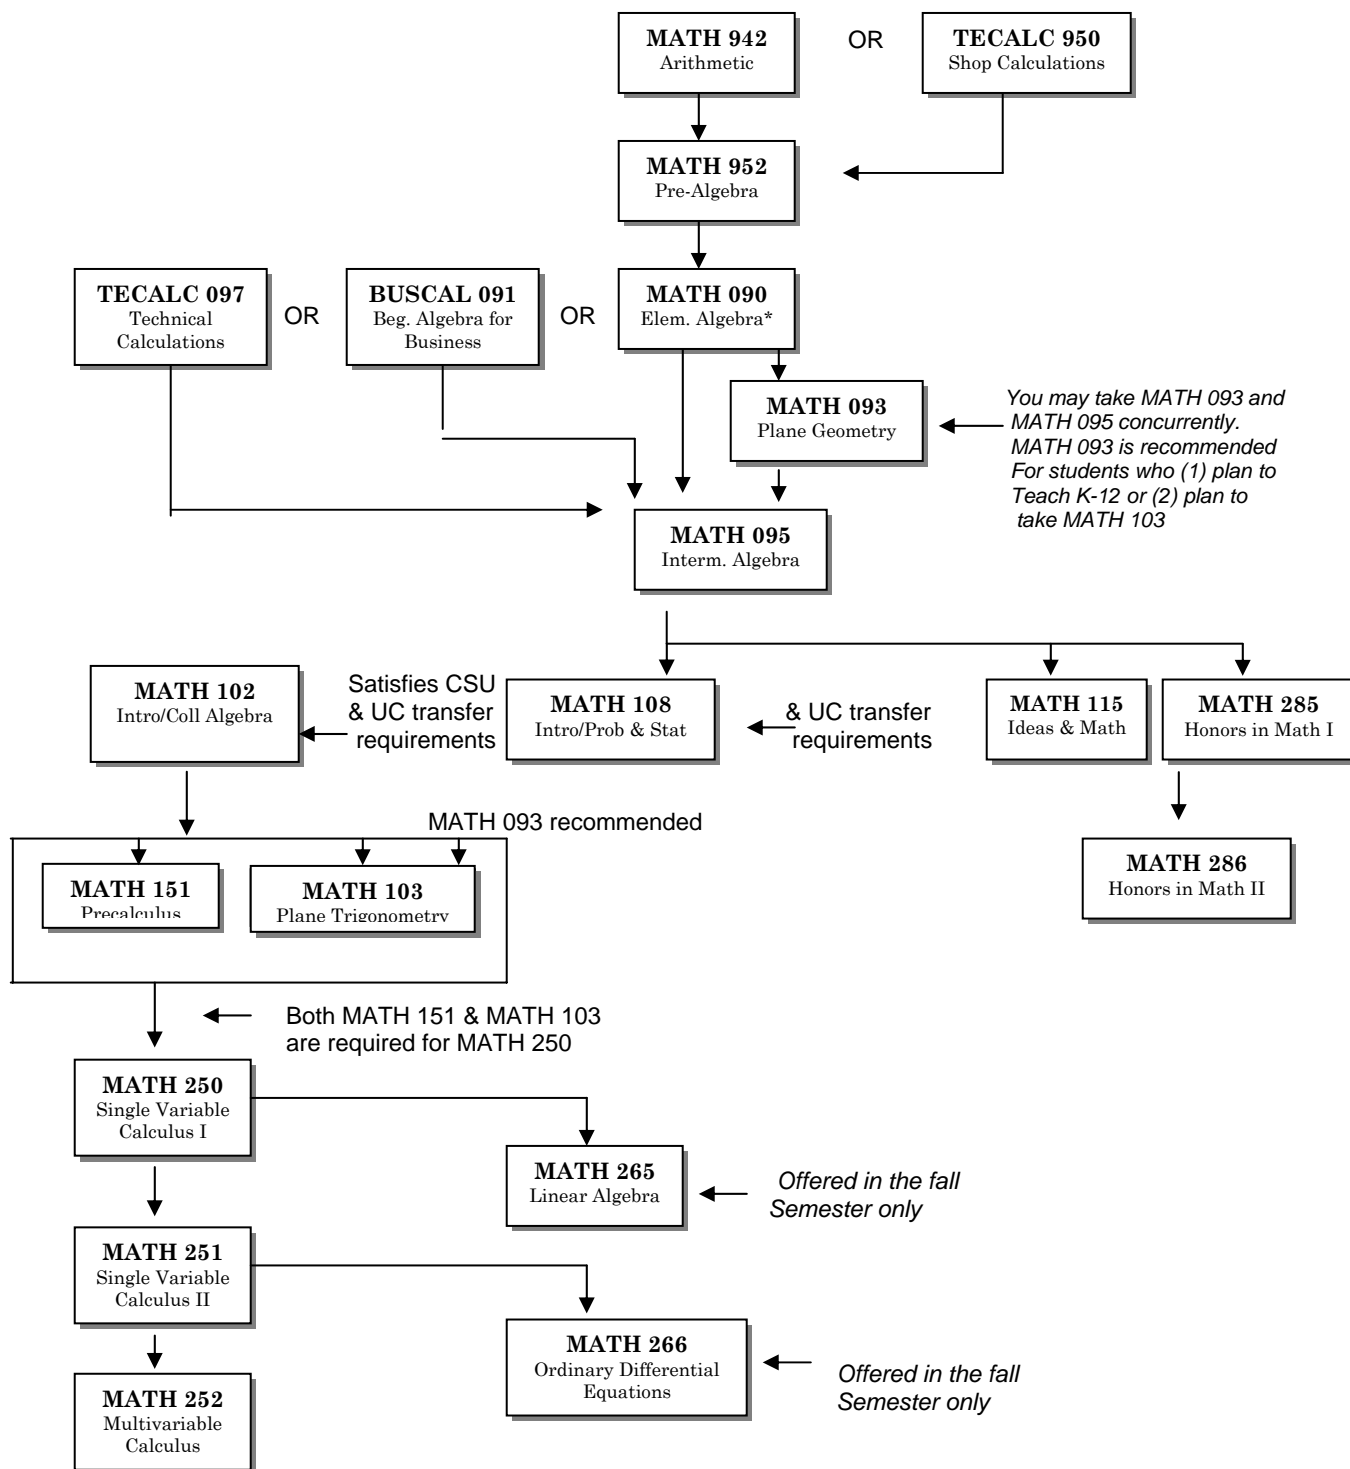 MATH 942
Arithmetic
OR
TECALC 950
Shop Calculations
MATH 952
Pre-Algebra
TECALC 097
Technical
Calculations
OR
BUSCAL 091
Beg. Algebra for
Business
OR
MATH 090
Elem. Algebra*
MATH 093
Plane Geometry
You may take MATH 093 and
MATH 095 concurrently.
MATH 093 is recommended
For students who (1) plan to
Teach K-12 or (2) plan to
take MATH 103
MATH 095
Interm. Algebra
MATH 102
Intro/Coll Algebra
Satisfies CSU
& UC transfer
requirements
MATH 108
Intro/Prob & Stat
& UC transfer
requirements
MATH 115
Ideas & Math
MATH 285
Honors in Math I
MATH 286
Honors in Math II
MATH 093 recommended
MATH 151
Precalculus
MATH 103
Plane Trigonometry
Both MATH 151 & MATH 103
are required for MATH 250
MATH 250
Single Variable
Calculus I
MATH 265
Linear Algebra
Offered in the fall
Semester only
MATH 251
Single Variable
Calculus II
MATH 266
Ordinary Differential
Equations
Offered in the fall
Semester only
MATH 252
Multivariable
Calculus